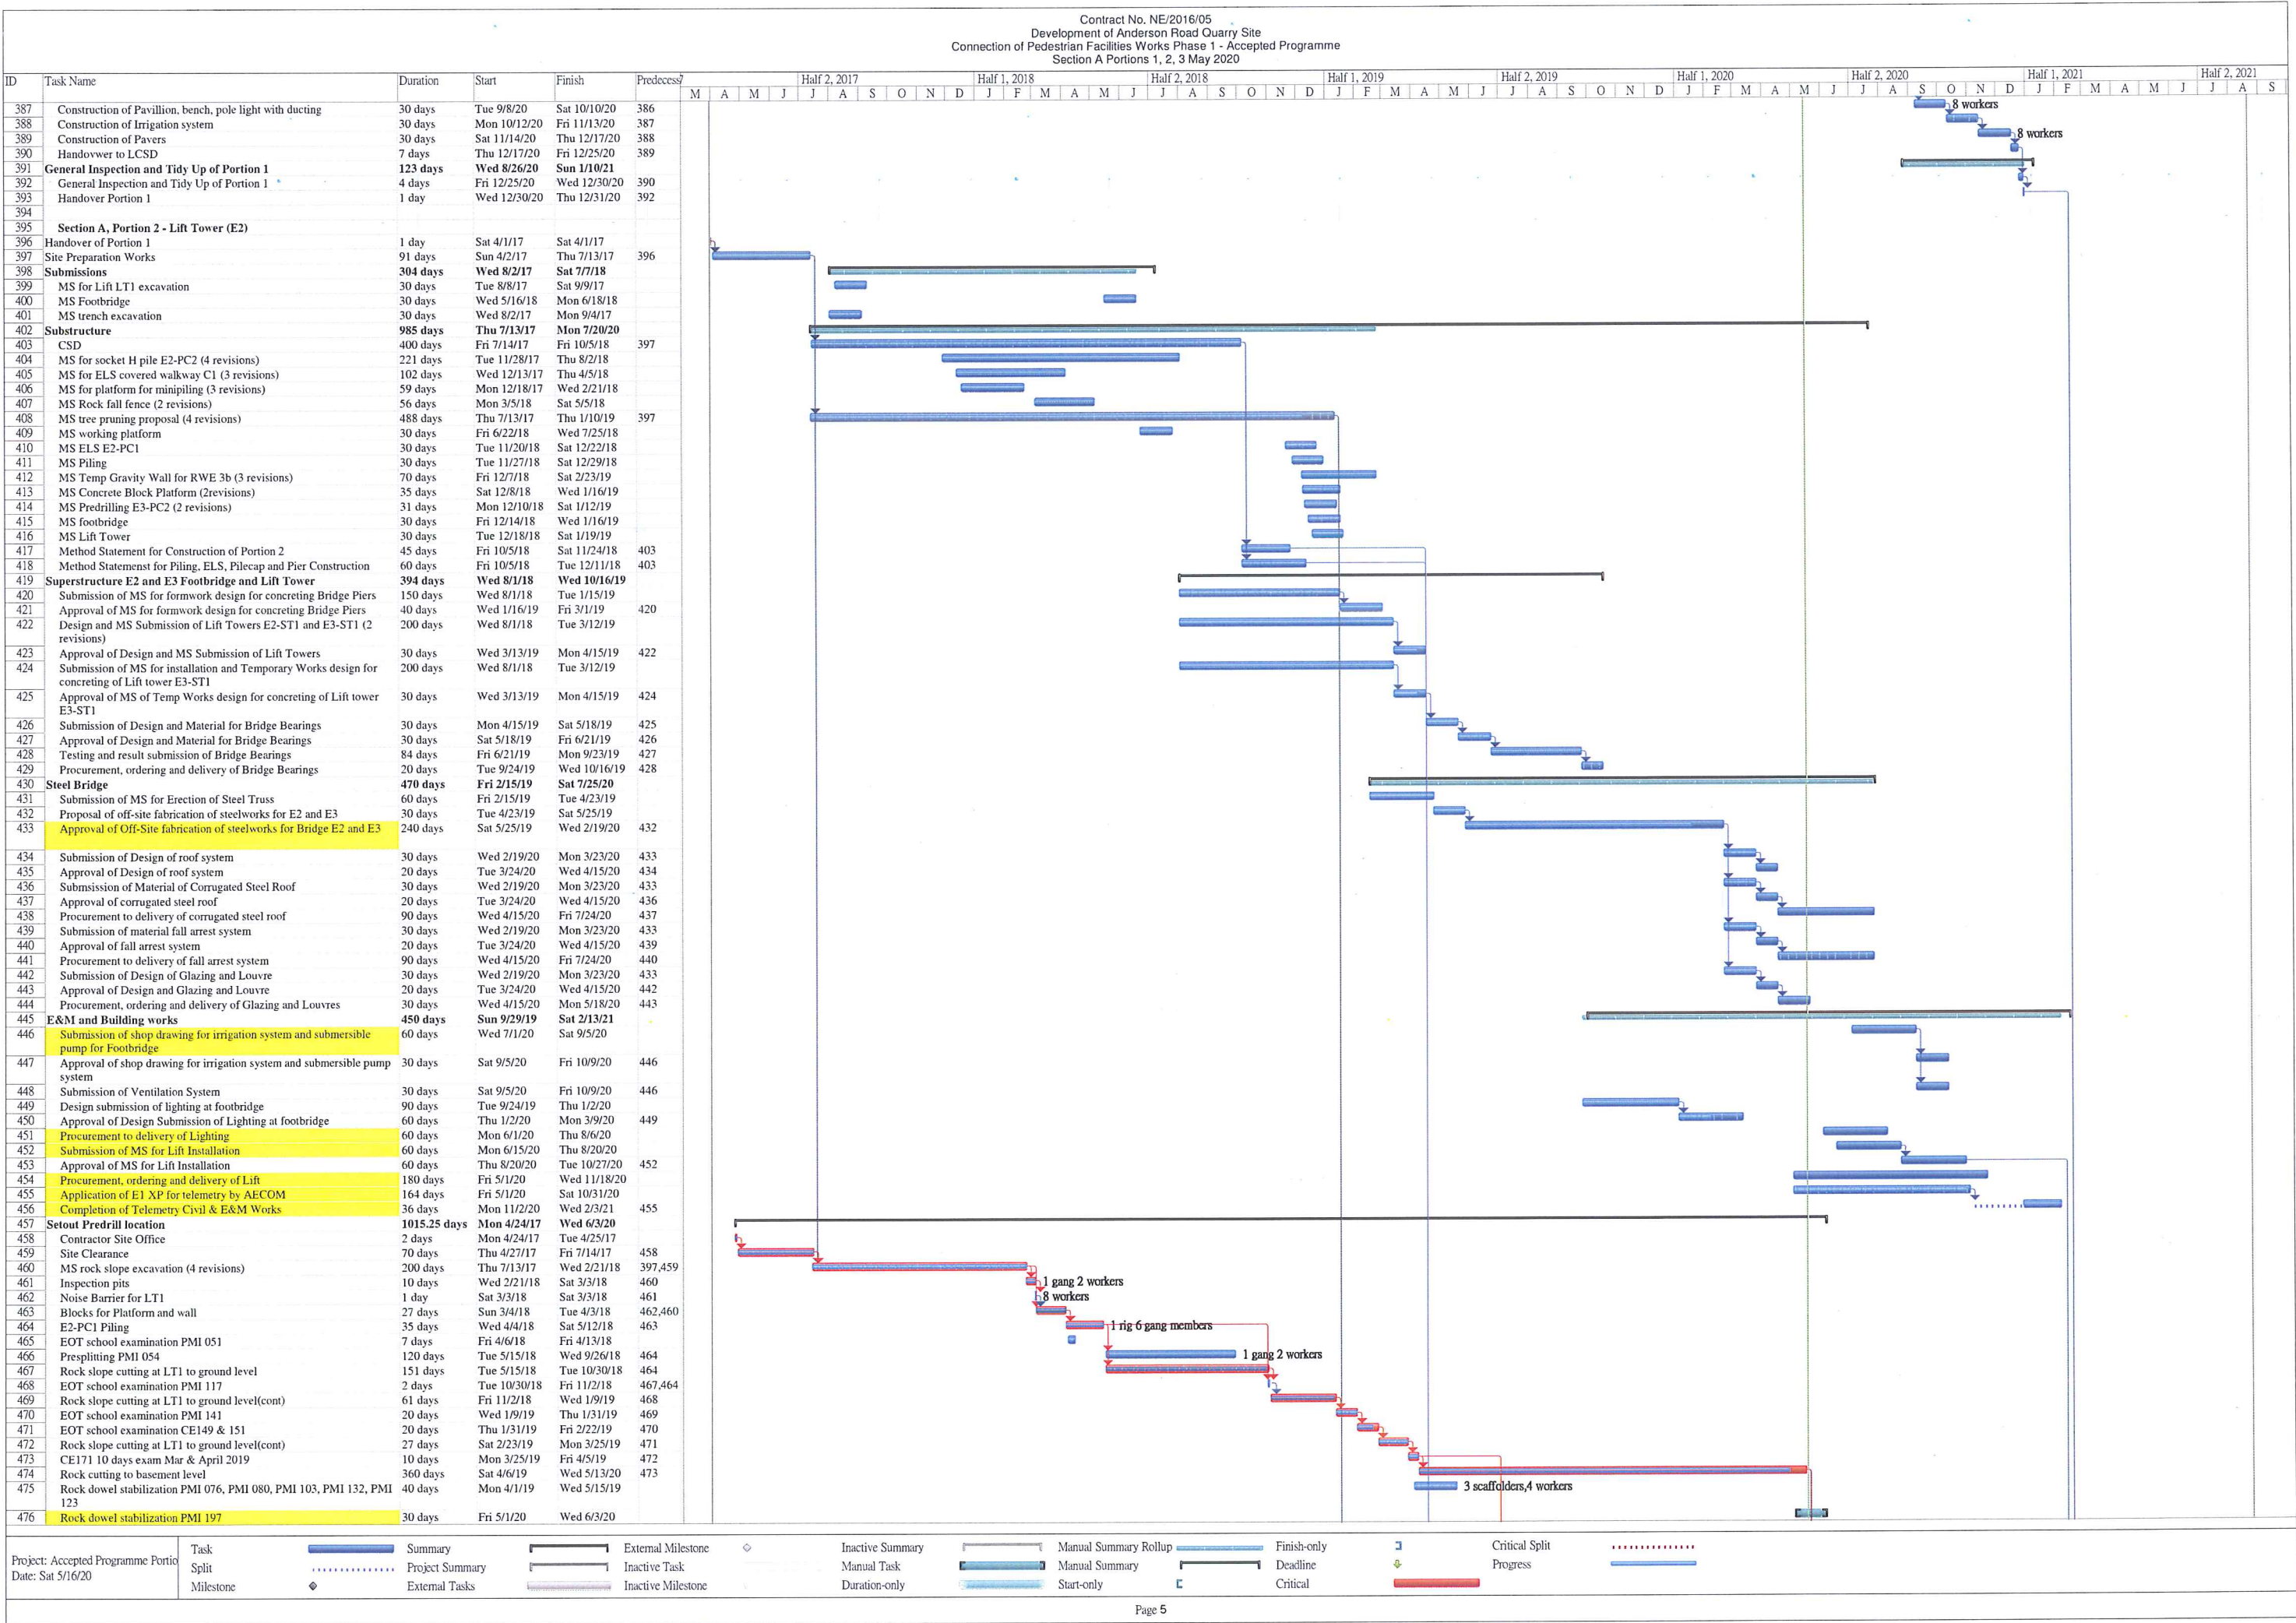 Contract No. NE/2016/05
Development of Anderson Road Quarry Site
Connection of Pedestrian Facilities Works Phase 1 - Accepted Programme
Section A Portions 1, 2, 3 May 2020
ID Task Name Duration Start Finish Predecess Half 2, 2017 Half 1, 2018 Half 2, 2018 Half 1, 2019 Half 2, 2019 Half 1, 2020 Half 2, 2020 Half 1, 2021 Half 2, 2021
M A M J J A S O N D J F M A M J J A S O N D J F M A M J J A S O N D J F M A M J J A S O N D J F M A M J J A S
387 Construction of Pavillion, bench, pole light with ducting 30 days Tue 9/8/20 Sat 10/10/20 386 8 workers
388 Construction of Irrigation system 30 days Mon 10/12/20 Fri 11/13/20 387
389 Construction of Pavers 30 days Sat 11/14/20 Thu 12/17/20 388 8 workers
390 Handovwer to LCSD 7 days Thu 12/17/20 Fri 12/25/20 389
391 General Inspection and Tidy Up of Portion 1 123 days Wed 8/26/20 Sun 1/10/21
392 General Inspection and Tidy Up of Portion 1 4 days Fri 12/25/20 Wed 12/30/20 390
393 Handover Portion 1 1 day Wed 12/30/20 Thu 12/31/20 392
394
395 Section A, Portion 2 - Lift Tower (E2)
396 Handover of Portion 1 1 day Sat 4/1/17 Sat 4/1/17
397 Site Preparation Works 91 days Sun 4/2/17 Thu 7/13/17 396
398 Submissions 304 days Wed 8/2/17 Sat 7/7/18
399 MS for Lift LT1 excavation 30 days Tue 8/8/17 Sat 9/9/17
400 MS Footbridge 30 days Wed 5/16/18 Mon 6/18/18
401 MS trench excavation 30 days Wed 8/2/17 Mon 9/4/17
402 Substructure 985 days Thu 7/13/17 Mon 7/20/20
403 CSD 400 days Fri 7/14/17 Fri 10/5/18 397
404 MS for socket H pile E2-PC2 (4 revisions) 221 days Tue 11/28/17 Thu 8/2/18
405 MS for ELS covered walkway C1 (3 revisions) 102 days Wed 12/13/17 Thu 4/5/18
406 MS for platform for minipiling (3 revisions) 59 days Mon 12/18/17 Wed 2/21/18
407 MS Rock fall fence (2 revisions) 56 days Mon 3/5/18 Sat 5/5/18
408 MS tree pruning proposal (4 revisions) 488 days Thu 7/13/17 Thu 1/10/19 397
409 MS working platform 30 days Fri 6/22/18 Wed 7/25/18
410 MS ELS E2-PC1 30 days Tue 11/20/18 Sat 12/22/18
411 MS Piling 30 days Tue 11/27/18 Sat 12/29/18
412 MS Temp Gravity Wall for RWE 3b (3 revisions) 70 days Fri 12/7/18 Sat 2/23/19
413 MS Concrete Block Platform (2revisions) 35 days Sat 12/8/18 Wed 1/16/19
414 MS Predrilling E3-PC2 (2 revisions) 31 days Mon 12/10/18 Sat 1/12/19
415 MS footbridge 30 days Fri 12/14/18 Wed 1/16/19
416 MS Lift Tower 30 days Tue 12/18/18 Sat 1/19/19
417 Method Statement for Construction of Portion 2 45 days Fri 10/5/18 Sat 11/24/18 403
418 Method Statemenst for Piling, ELS, Pilecap and Pier Construction 60 days Fri 10/5/18 Tue 12/11/18 403
419 Superstructure E2 and E3 Footbridge and Lift Tower 394 days Wed 8/1/18 Wed 10/16/19
420 Submission of MS for formwork design for concreting Bridge Piers 150 days Wed 8/1/18 Tue 1/15/19
421 Approval of MS for formwork design for concreting Bridge Piers 40 days Wed 1/16/19 Fri 3/1/19 420
422 Design and MS Submission of Lift Towers E2-ST1 and E3-ST1 (2 revisions) 200 days Wed 8/1/18 Tue 3/12/19
423 Approval of Design and MS Submission of Lift Towers 30 days Wed 3/13/19 Mon 4/15/19 422
424 Submission of MS for installation and Temporary Works design for concreting of Lift tower E3-ST1 200 days Wed 8/1/18 Tue 3/12/19
425 Approval of MS of Temp Works design for concreting of Lift tower E3-ST1 30 days Wed 3/13/19 Mon 4/15/19 424
426 Submission of Design and Material for Bridge Bearings 30 days Mon 4/15/19 Sat 5/18/19 425
427 Approval of Design and Material for Bridge Bearings 30 days Sat 5/18/19 Fri 6/21/19 426
428 Testing and result submission of Bridge Bearings 84 days Fri 6/21/19 Mon 9/23/19 427
429 Procurement, ordering and delivery of Bridge Bearings 20 days Tue 9/24/19 Wed 10/16/19 428
430 Steel Bridge 470 days Fri 2/15/19 Sat 7/25/20
431 Submission of MS for Erection of Steel Truss 60 days Fri 2/15/19 Tue 4/23/19
432 Proposal of off-site fabrication of steelworks for E2 and E3 30 days Tue 4/23/19 Sat 5/25/19
433 Approval of Off-Site fabrication of steelworks for Bridge E2 and E3 240 days Sat 5/25/19 Wed 2/19/20 432
434 Submission of Design of roof system 30 days Wed 2/19/20 Mon 3/23/20 433
435 Approval of Design of roof system 20 days Tue 3/24/20 Wed 4/15/20 434
436 Submsission of Material of Corrugated Steel Roof 30 days Wed 2/19/20 Mon 3/23/20 433
437 Approval of corrugated steel roof 20 days Tue 3/24/20 Wed 4/15/20 436
438 Procurement to delivery of corrugated steel roof 90 days Wed 4/15/20 Fri 7/24/20 437
439 Submission of material fall arrest system 30 days Wed 2/19/20 Mon 3/23/20 433
440 Approval of fall arrest system 20 days Tue 3/24/20 Wed 4/15/20 439
441 Procurement to delivery of fall arrest system 90 days Wed 4/15/20 Fri 7/24/20 440
442 Submission of Design of Glazing and Louvre 30 days Wed 2/19/20 Mon 3/23/20 433
443 Approval of Design and Glazing and Louvre 20 days Tue 3/24/20 Wed 4/15/20 442
444 Procurement, ordering and delivery of Glazing and Louvres 30 days Wed 4/15/20 Mon 5/18/20 443
445 E&M and Building works 450 days Sun 9/29/19 Sat 2/13/21
446 Submission of shop drawing for irrigation system and submersible pump for Footbridge 60 days Wed 7/1/20 Sat 9/5/20
447 Approval of shop drawing for irrigation system and submersible pump system 30 days Sat 9/5/20 Fri 10/9/20 446
448 Submission of Ventilation System 30 days Sat 9/5/20 Fri 10/9/20 446
449 Design submission of lighting at footbridge 90 days Tue 9/24/19 Thu 1/2/20
450 Approval of Design Submission of Lighting at footbridge 60 days Thu 1/2/20 Mon 3/9/20 449
451 Procurement to delivery of Lighting 60 days Mon 6/1/20 Thu 8/6/20
452 Submission of MS for Lift Installation 60 days Mon 6/15/20 Thu 8/20/20
453 Approval of MS for Lift Installation 60 days Thu 8/20/20 Tue 10/27/20 452
454 Procurement, ordering and delivery of Lift 180 days Fri 5/1/20 Wed 11/18/20
455 Application of E1 XP for telemetry by AECOM 164 days Fri 5/1/20 Sat 10/31/20
456 Completion of Telemetry Civil & E&M Works 36 days Mon 11/2/20 Wed 2/3/21 455
457 Setout Predrill location 1015.25 days Mon 4/24/17 Wed 6/3/20
458 Contractor Site Office 2 days Mon 4/24/17 Tue 4/25/17
459 Site Clearance 70 days Thu 4/27/17 Fri 7/14/17 458
460 MS rock slope excavation (4 revisions) 200 days Thu 7/13/17 Wed 2/21/18 397,459
461 Inspection pits 10 days Wed 2/21/18 Sat 3/3/18 460 1 gang 2 workers
462 Noise Barrier for LT1 1 day Sat 3/3/18 Sat 3/3/18 461 8 workers
463 Blocks for Platform and wall 27 days Sun 3/4/18 Tue 4/3/18 462,460
464 E2-PC1 Piling 35 days Wed 4/4/18 Sat 5/12/18 463 1 rig 6 gang members
465 EOT school examination PMI 051 7 days Fri 4/6/18 Fri 4/13/18
466 Presplitting PMI 054 120 days Tue 5/15/18 Wed 9/26/18 464 1 gang 2 workers
467 Rock slope cutting at LT1 to ground level 151 days Tue 5/15/18 Tue 10/30/18 464
468 EOT school examination PMI 117 2 days Tue 10/30/18 Fri 11/2/18 467,464
469 Rock slope cutting at LT1 to ground level(cont) 61 days Fri 11/2/18 Wed 1/9/19 468
470 EOT school examination PMI 141 20 days Wed 1/9/19 Thu 1/31/19 469
471 EOT school examination CE149 & 151 20 days Thu 1/31/19 Fri 2/22/19 470
472 Rock slope cutting at LT1 to ground level(cont) 27 days Sat 2/23/19 Mon 3/25/19 471
473 CE171 10 days exam Mar & April 2019 10 days Mon 3/25/19 Fri 4/5/19 472
474 Rock cutting to basement level 360 days Sat 4/6/19 Wed 5/13/20 473
475 Rock dowel stabilization PMI 076, PMI 080, PMI 103, PMI 132, PMI 123 40 days Mon 4/1/19 Wed 5/15/19 3 scaffolders,4 workers
476 Rock dowel stabilization PMI 197 30 days Fri 5/1/20 Wed 6/3/20
Project: Accepted Programme Portio
Date: Sat 5/16/20
Task Summary External Milestone Inactive Summary Manual Summary Rollup Finish-only Critical Split
Split Project Summary Inactive Task Manual Task Manual Summary Deadline Progress
Milestone External Tasks Inactive Milestone Duration-only Start-only Critical
Page 5